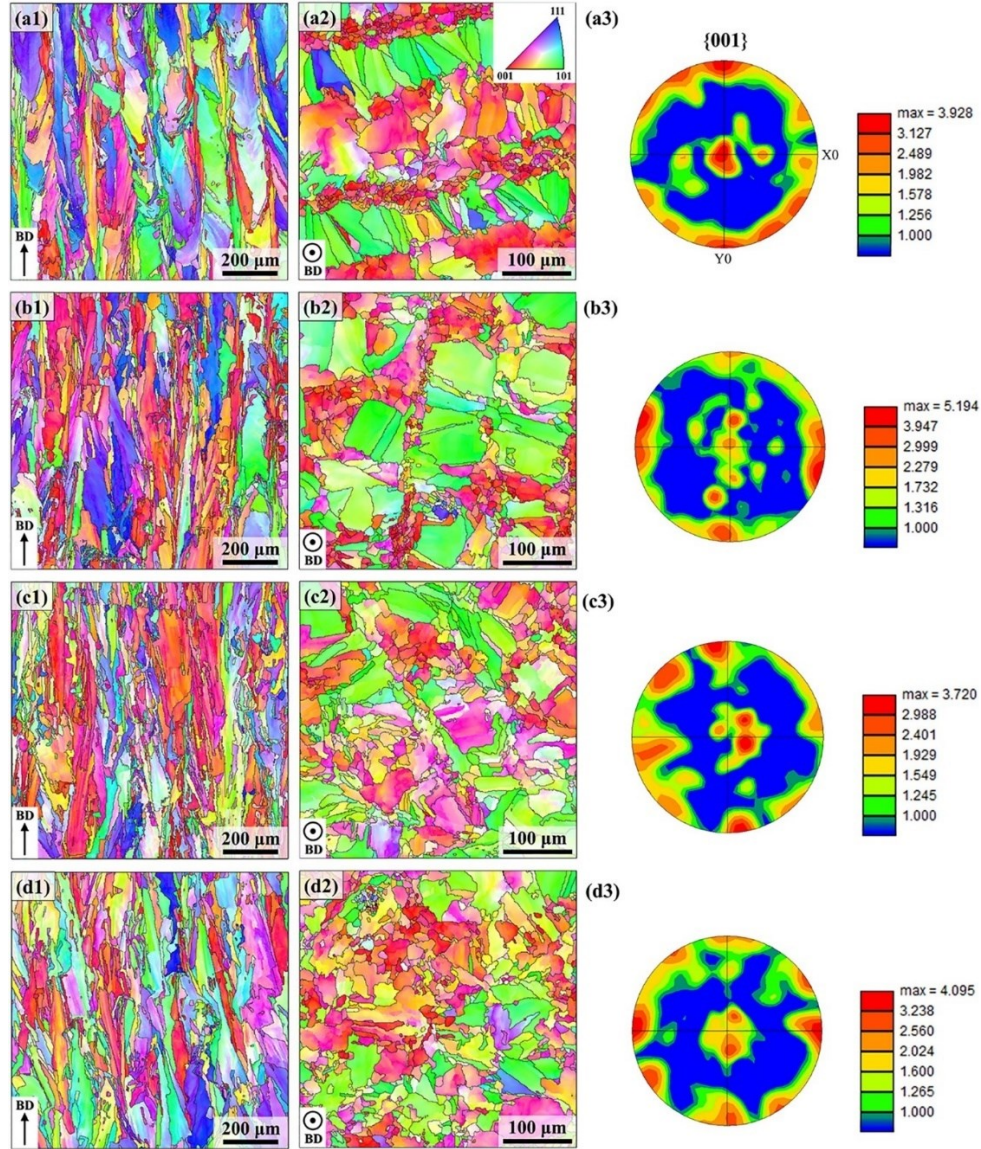 (a1)
BD
200 µm
(a2)
111
001
101
BD
100 µm
(a3)
{001}
X0
Y0
max = 3.928
3.127
2.489
1.982
1.578
1.256
1.000
(b1)
BD
200 µm
(b2)
BD
100 µm
(b3)
max = 5.194
3.947
2.999
2.279
1.732
1.316
1.000
(c1)
BD
200 µm
(c2)
BD
100 µm
(c3)
max = 3.720
2.988
2.401
1.929
1.549
1.245
1.000
(d1)
BD
200 µm
(d2)
BD
100 µm
(d3)
max = 4.095
3.238
2.560
2.024
1.600
1.265
1.000